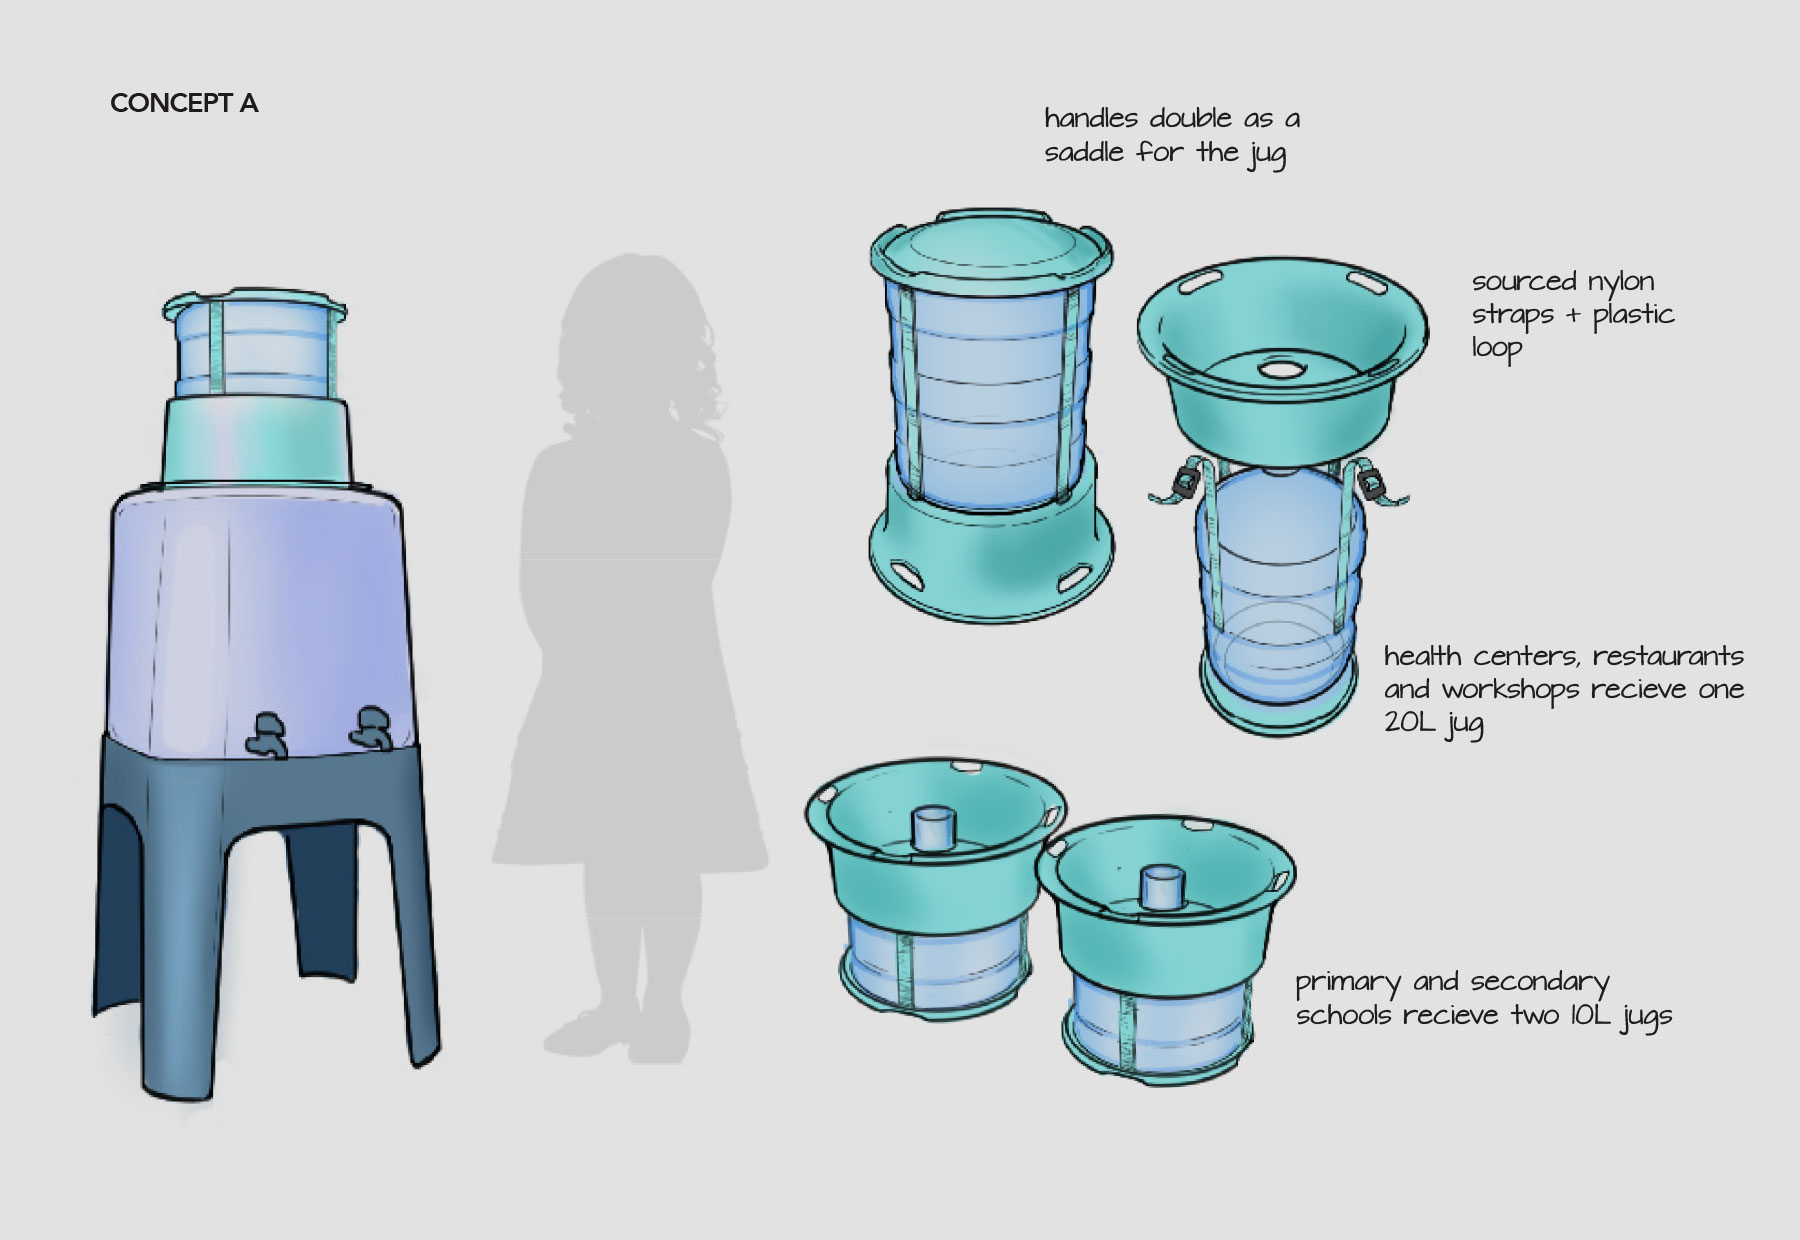 CONCEPT A
handles double as a
saddle for the jug
sourced nylon
straps + plastic
loop
health centers, restaurants
and workshops recieve one
20L jug
primary and secondary
schools recieve two 10L jugs